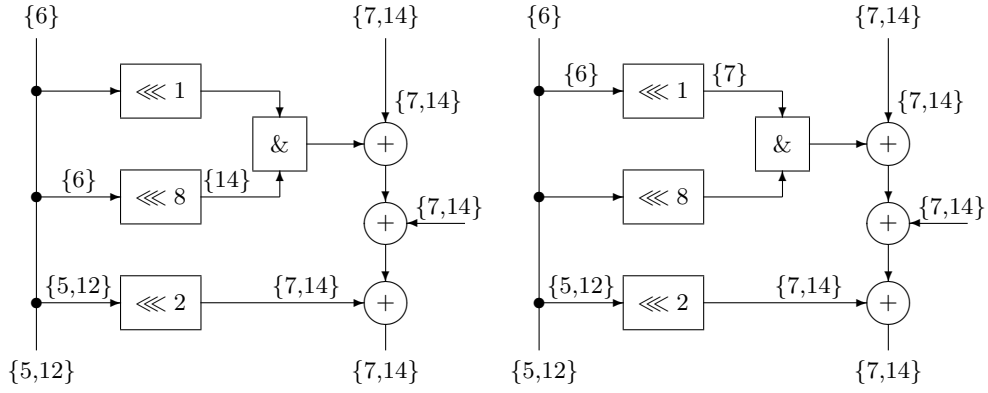 {6} {7,14} {6} {7,14}
⋘ 1 {6} ⋘ 1 {7}
{7,14} {7,14}
& + & +
{6} ⋘ 8 {14} ⋘ 8
+ {7,14} + {7,14}
{5,12} ⋘ 2 {7,14} + {5,12} ⋘ 2 {7,14} +
{5,12} {7,14} {5,12} {7,14}